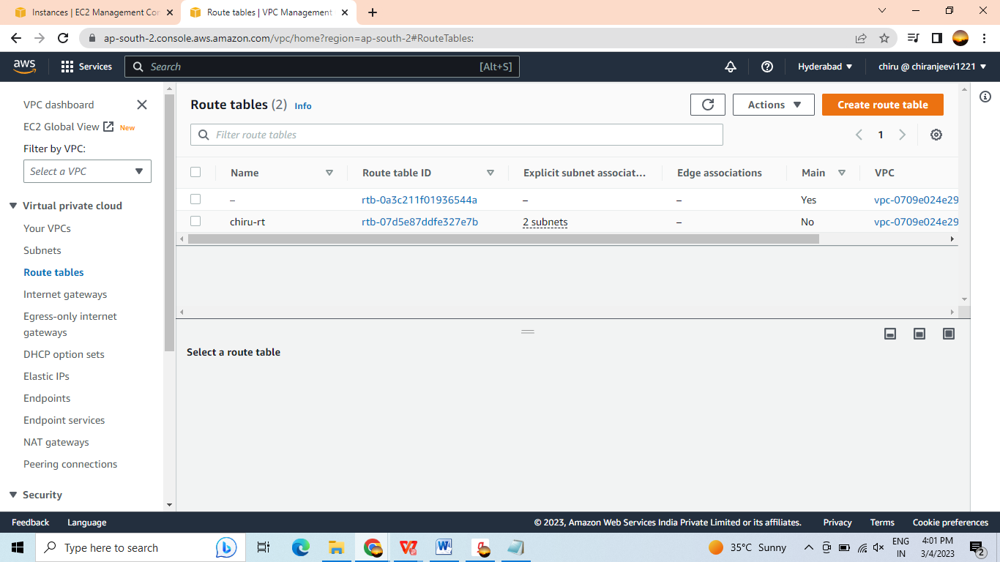 Instances | EC2 Management Con
Route tables | VPC Management
ap-south-2.console.aws.amazon.com/vpc/home?region=ap-south-2#RouteTables:
aws
Services
Search
[Alt+S]
Hyderabad
chiru @ chiranjeevi1221
VPC dashboard
EC2 Global View
New
Filter by VPC:
Select a VPC
Virtual private cloud
Your VPCs
Subnets
Route tables
Internet gateways
Egress-only internet
gateways
DHCP option sets
Elastic IPs
Endpoints
Endpoint services
NAT gateways
Peering connections
Security
Route tables (2) Info
Actions
Create route table
Filter route tables
1
Name Route table ID Explicit subnet associat... Edge associations Main VPC
– rtb-0a3c211f01936544a – – Yes vpc-0709e024e29
chiru-rt rtb-07d5e87ddfe327e7b 2 subnets – No vpc-0709e024e29
Select a route table
Feedback Language © 2023, Amazon Web Services India Private Limited or its affiliates. Privacy Terms Cookie preferences
Type here to search
35°C Sunny
ENG
IN
4:01 PM
3/4/2023
2